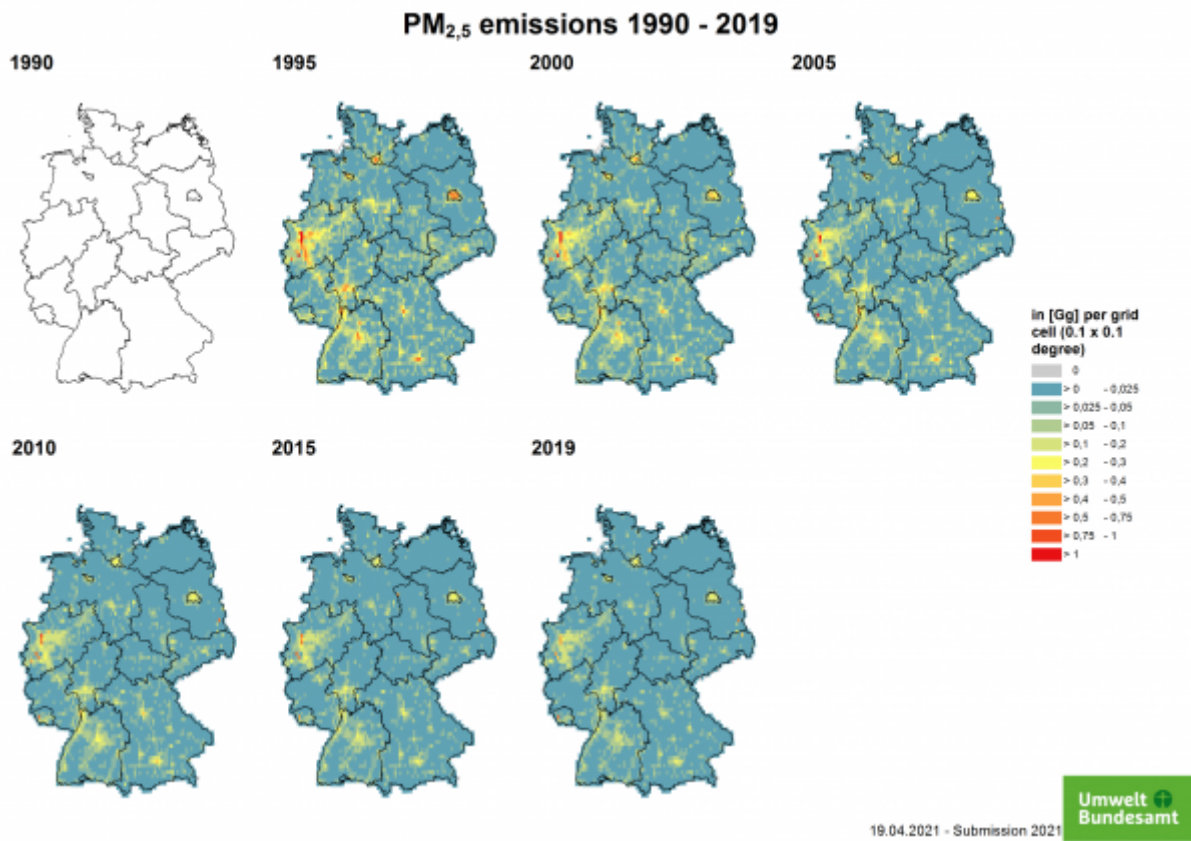 PM2,5 emissions 1990 - 2019
1990
1995
2000
2005
in [Gg] per grid
cell (0.1 x 0.1
degree)
0
> 0 - 0,025
> 0,025 - 0,05
> 0,05 - 0,1
> 0,1 - 0,2
> 0,2 - 0,3
> 0,3 - 0,4
> 0,4 - 0,5
> 0,5 - 0,75
> 0,75 - 1
> 1
2010
2015
2019
Umwelt
Bundesamt
19.04.2021 - Submission 2021